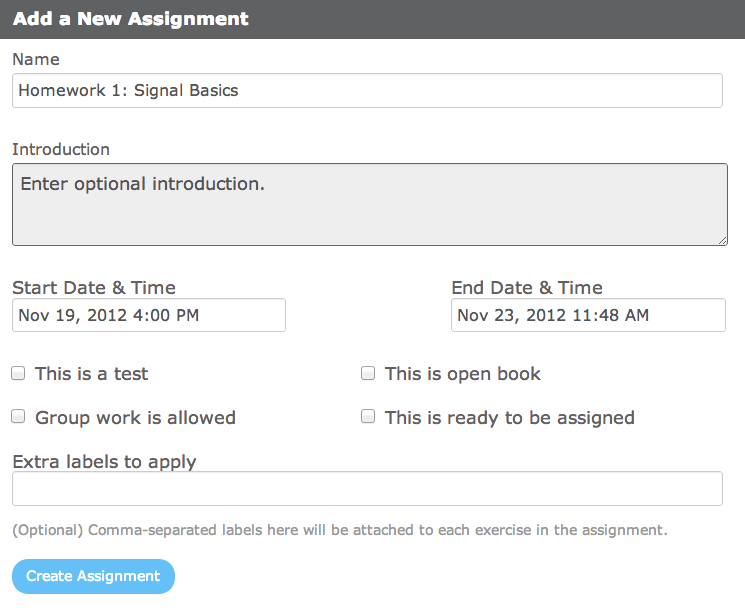 Add a New Assignment
Name
Homework 1: Signal Basics
Introduction
Enter optional introduction.
Start Date & Time
End Date & Time
Nov 19, 2012 4:00 PM
Nov 23, 2012 11:48 AM
This is a test
This is open book
Group work is allowed
This is ready to be assigned
Extra labels to apply
(Optional) Comma-separated labels here will be attached to each exercise in the assignment.
Create Assignment